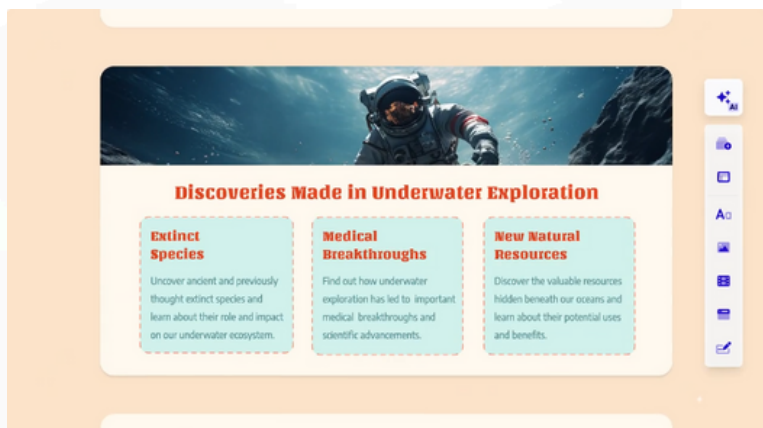 Discoveries Made in Underwater Exploration
Extinct
Species
Uncover ancient and previously
thought extinct species and
learn about their role and impact
on our underwater ecosystem.
Medical
Breakthroughs
Find out how underwater
exploration has led to important
medical breakthroughs and
scientific advancements.
New Natural
Resources
Discover the valuable resources
hidden beneath our oceans and
learn about their potential uses
and benefits.
AI
A